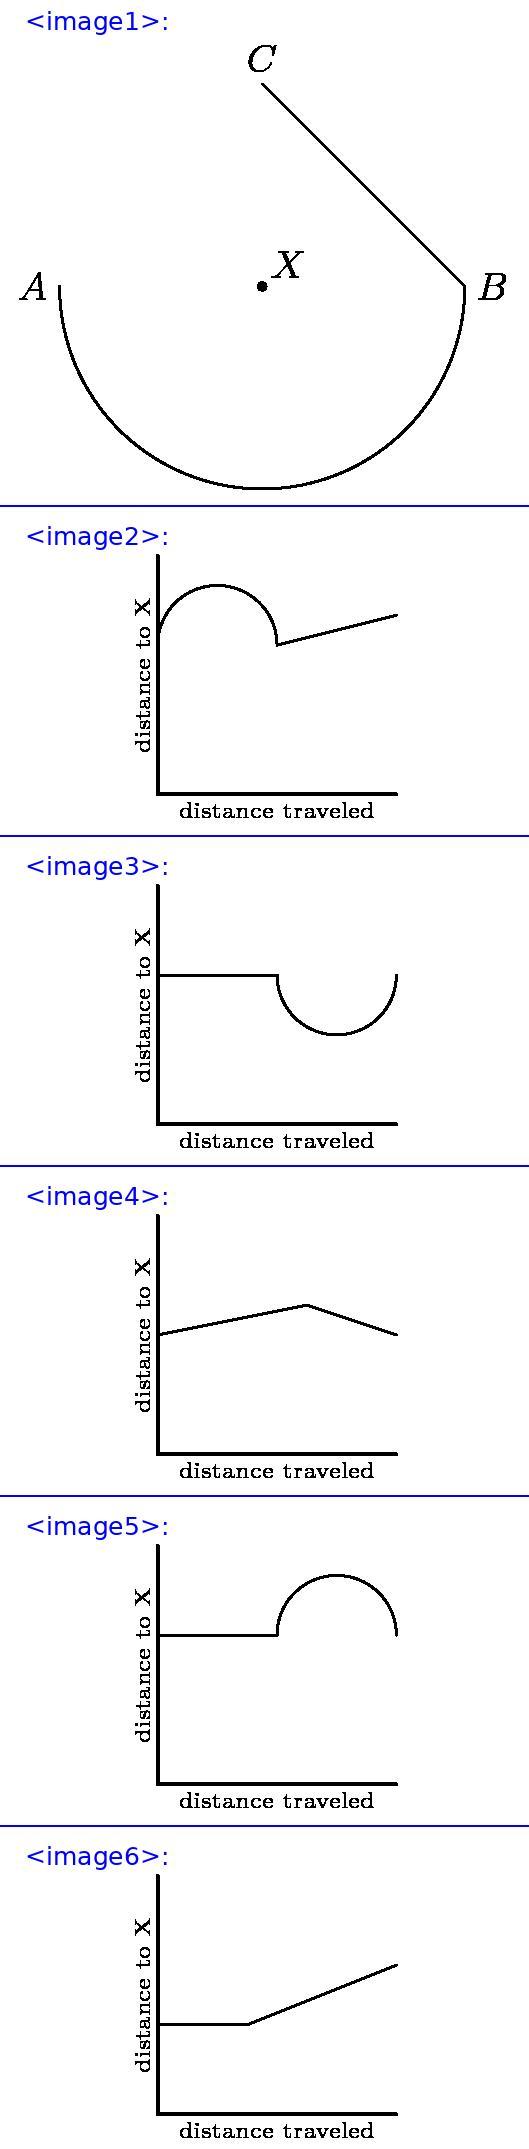 <image1>:
C
X
A
B
<image2>:
distance to X
distance traveled
<image3>:
distance to X
distance traveled
<image4>:
distance to X
distance traveled
<image5>:
distance to X
distance traveled
<image6>:
distance to X
distance traveled